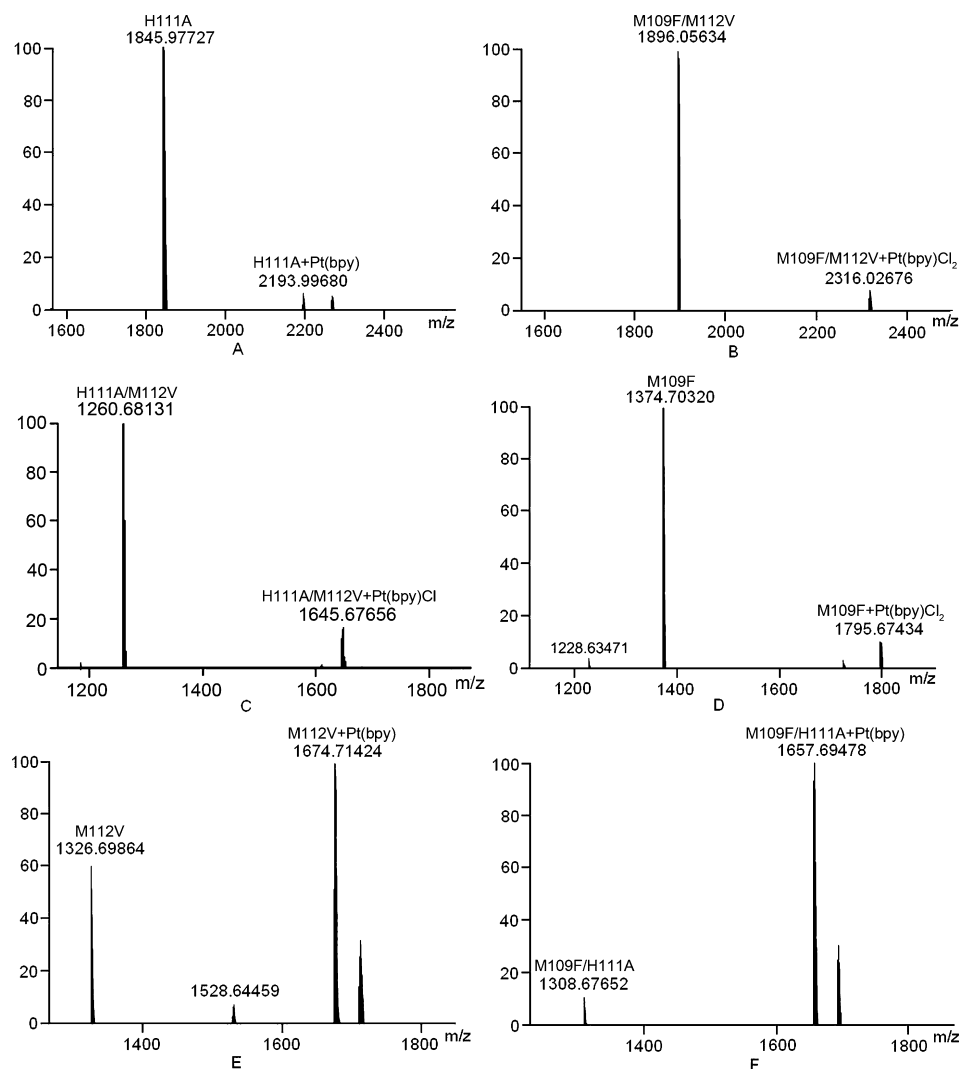 H111A
1845.97727
100
80
60
40
20
0
H111A+Pt(bpy)
2193.99680
1600 1800 2000 2200 2400 m/z
A
M109F/M112V
1896.05634
100
80
60
40
20
0
M109F/M112V+Pt(bpy)Cl2
2316.02676
1600 1800 2000 2200 2400 m/z
B
H111A/M112V
1260.68131
100
80
60
40
20
0
H111A/M112V+Pt(bpy)Cl
1645.67656
1200 1400 1600 1800 m/z
C
M109F
1374.70320
100
80
60
40
20
0
1228.63471
M109F+Pt(bpy)Cl2
1795.67434
1200 1400 1600 1800 m/z
D
M112V+Pt(bpy)
1674.71424
100
80
60
40
20
0
M112V
1326.69864
1528.64459
1400 1600 1800 m/z
E
M109F/H111A+Pt(bpy)
1657.69478
100
80
60
40
20
0
M109F/H111A
1308.67652
1400 1600 1800 m/z
F